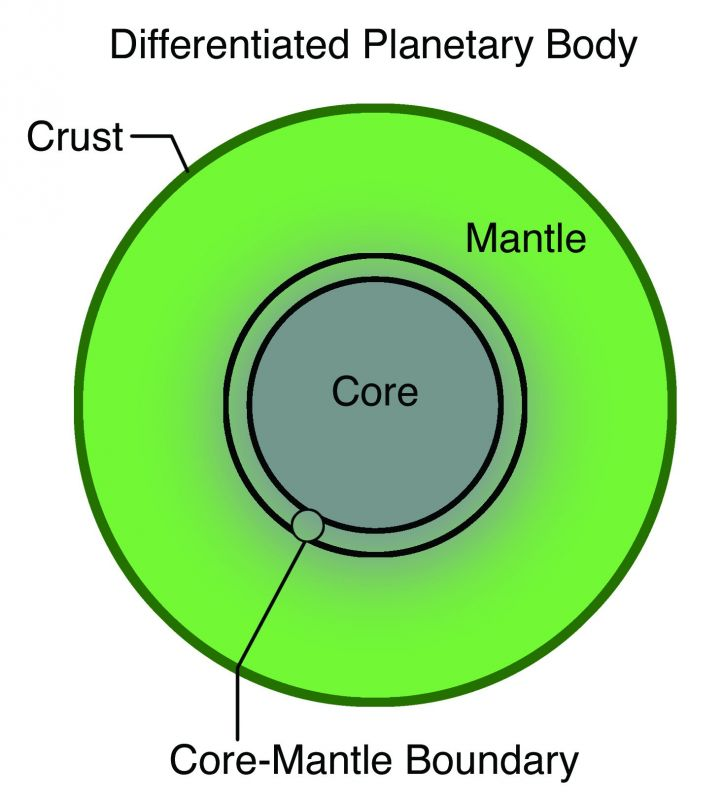 Differentiated Planetary Body
Crust
Mantle
Core
Core-Mantle Boundary